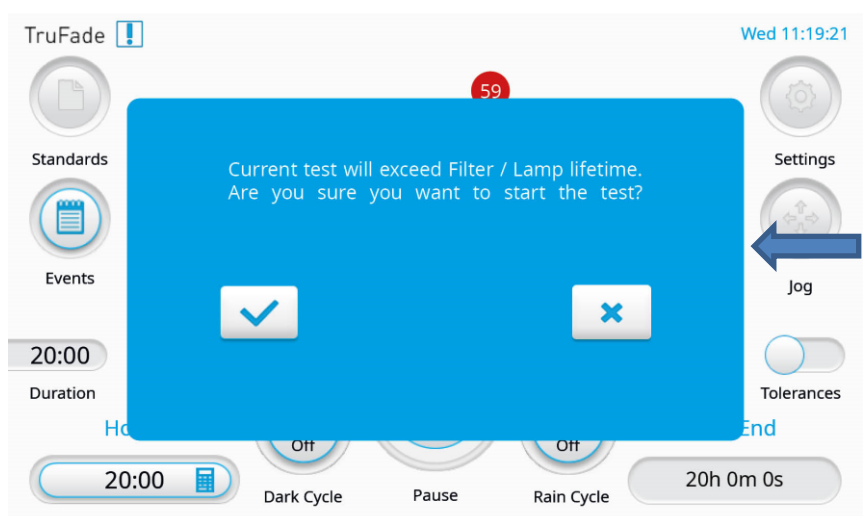 TruFade
Wed 11:19:21
59
Standards
Settings
Current test will exceed Filter / Lamp lifetime.
Are you sure you want to start the test?
Events
Jog
20:00
Duration
Tolerances
End
Off
Off
20:00
Dark Cycle
Pause
Rain Cycle
20h 0m 0s